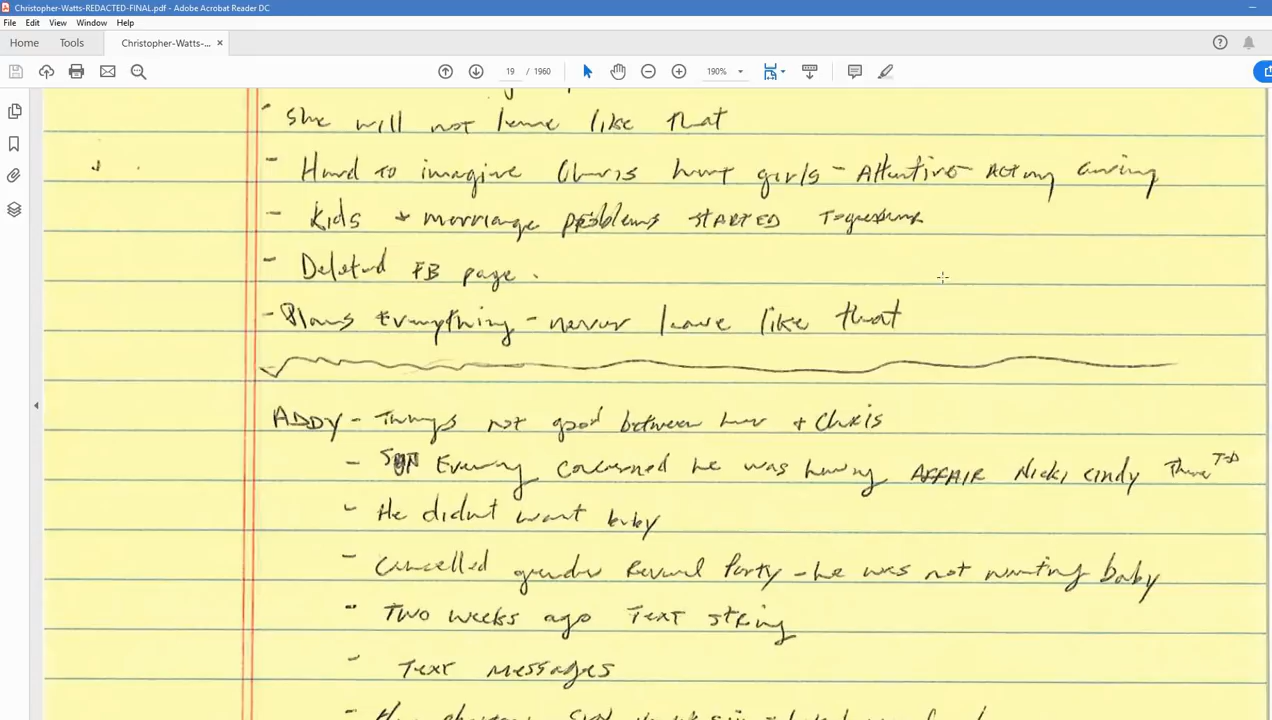 Christopher-Watts-REDACTED-FINAL.pdf - Adobe Acrobat Reader DC
File Edit View Window Help
Home Tools Christopher-Watts-... ×
19 / 1960 190%
She will not leave like that
- Hard to imagine Chris hurt girls - Attentive - Acting caring
- Kids + marriage problems STARTED
- Deleted FB page.
- Plans Everything - never leave like that
ADDY - Things not good between her + Chris
- SUN Evening concerned he was having AFFAIR Nicki Cindy
- He didnt want baby
- Cancelled gender Reveal Party - he was not wanting baby
- Two weeks ago Text string
- Text messages